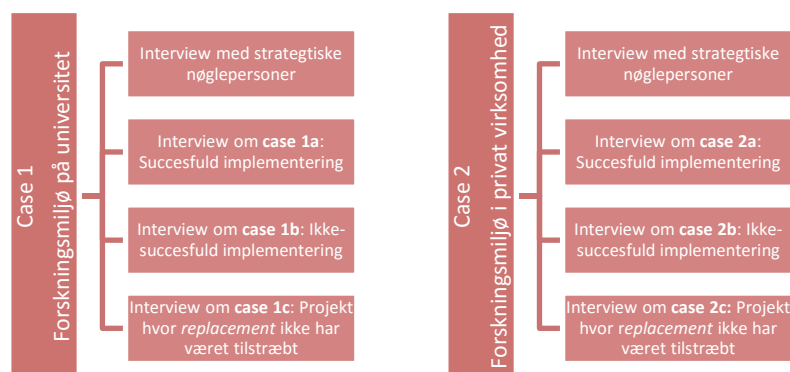 Case 1
Forskningsmiljø på universitet
Interview med strategtiske
nøglepersoner
Interview om case 1a:
Succesfuld implementering
Interview om case 1b: Ikke-
succesfuld implementering
Interview om case 1c: Projekt
hvor replacement ikke har
været tilstræbt
Case 2
Forskningsmiljø i privat virksomhed
Interview med strategtiske
nøglepersoner
Interview om case 2a:
Succesfuld implementering
Interview om case 2b: Ikke-
succesfuld implementering
Interview om case 2c: Projekt
hvor replacement ikke har
været tilstræbt